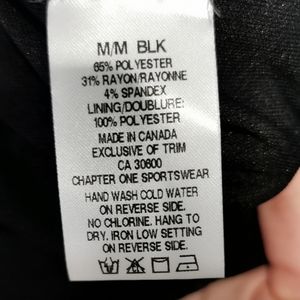 M/M BLK
65% POLYESTER
31% RAYON/RAYONNE
4% SPANDEX
LINING/DOUBLURE:
100% POLYESTER
MADE IN CANADA
EXCLUSIVE OF TRIM
CA 30600
CHAPTER ONE SPORTSWEAR
HAND WASH COLD WATER
ON REVERSE SIDE.
NO CHLORINE. HANG TO
DRY. IRON LOW SETTING
ON REVERSE SIDE.